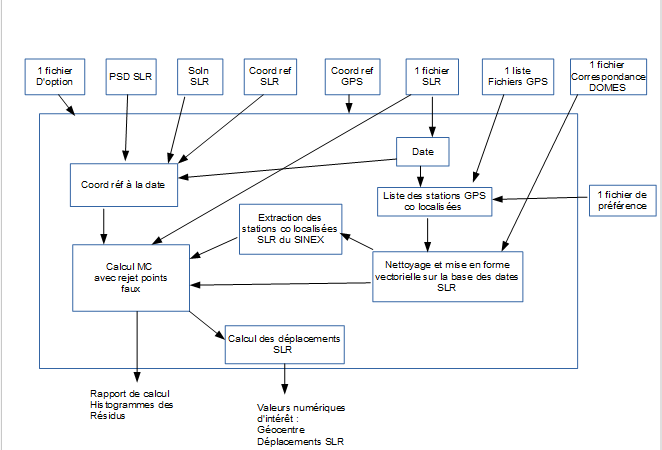 1 fichier
D'option
PSD SLR
Soln
SLR
Coord ref
SLR
Coord ref
GPS
1 fichier
SLR
1 liste
Fichiers GPS
1 fichier
Correspondance
DOMES
Date
Coord réf à la date
Liste des stations GPS
co localisées
1 fichier de
préférence
Extraction des
stations co localisées
SLR du SINEX
Calcul MC
avec rejet points
faux
Nettoyage et mise en forme
vectorielle sur la base des dates
SLR
Calcul des déplacements
SLR
Rapport de calcul
Histogrammes des
Résidus
Valeurs numériques
d'intérêt :
Géocentre
Déplacements SLR